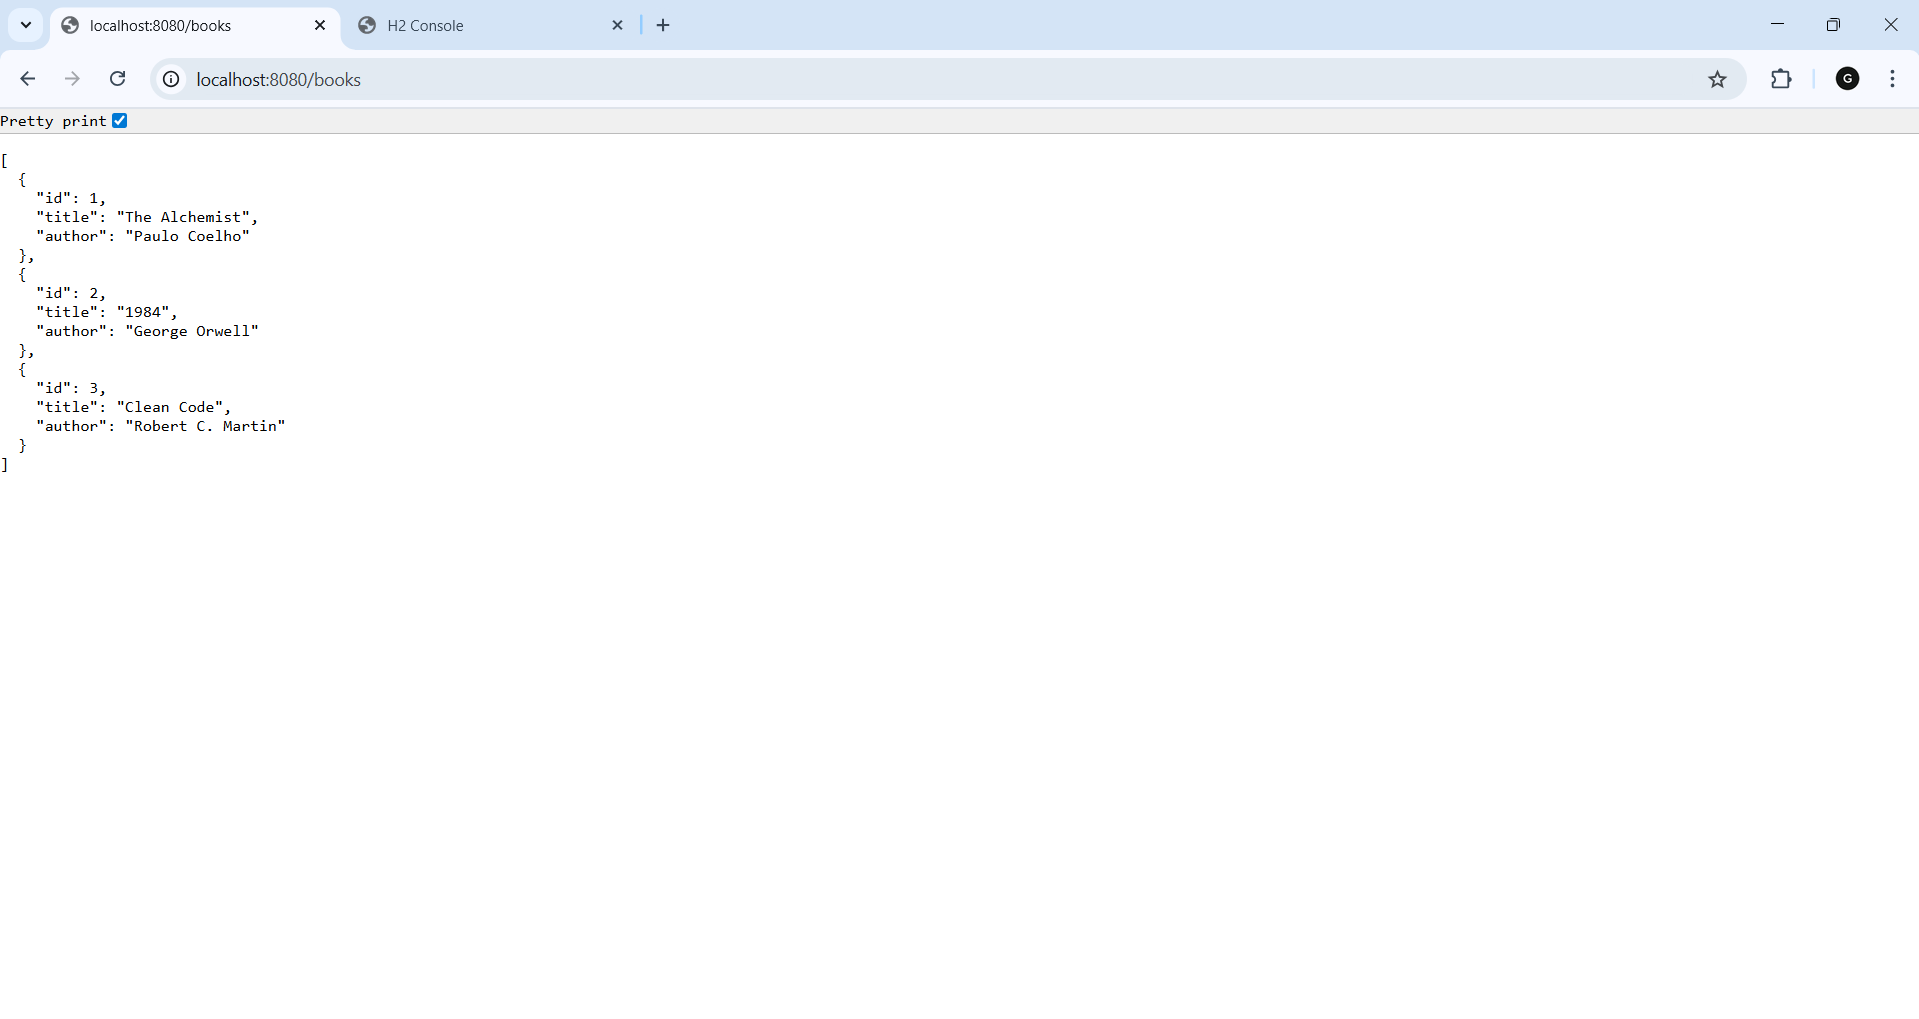 localhost:8080/books
H2 Console
localhost:8080/books
G
Pretty print
[
  {
    "id": 1,
    "title": "The Alchemist",
    "author": "Paulo Coelho"
  },
  {
    "id": 2,
    "title": "1984",
    "author": "George Orwell"
  },
  {
    "id": 3,
    "title": "Clean Code",
    "author": "Robert C. Martin"
  }
]